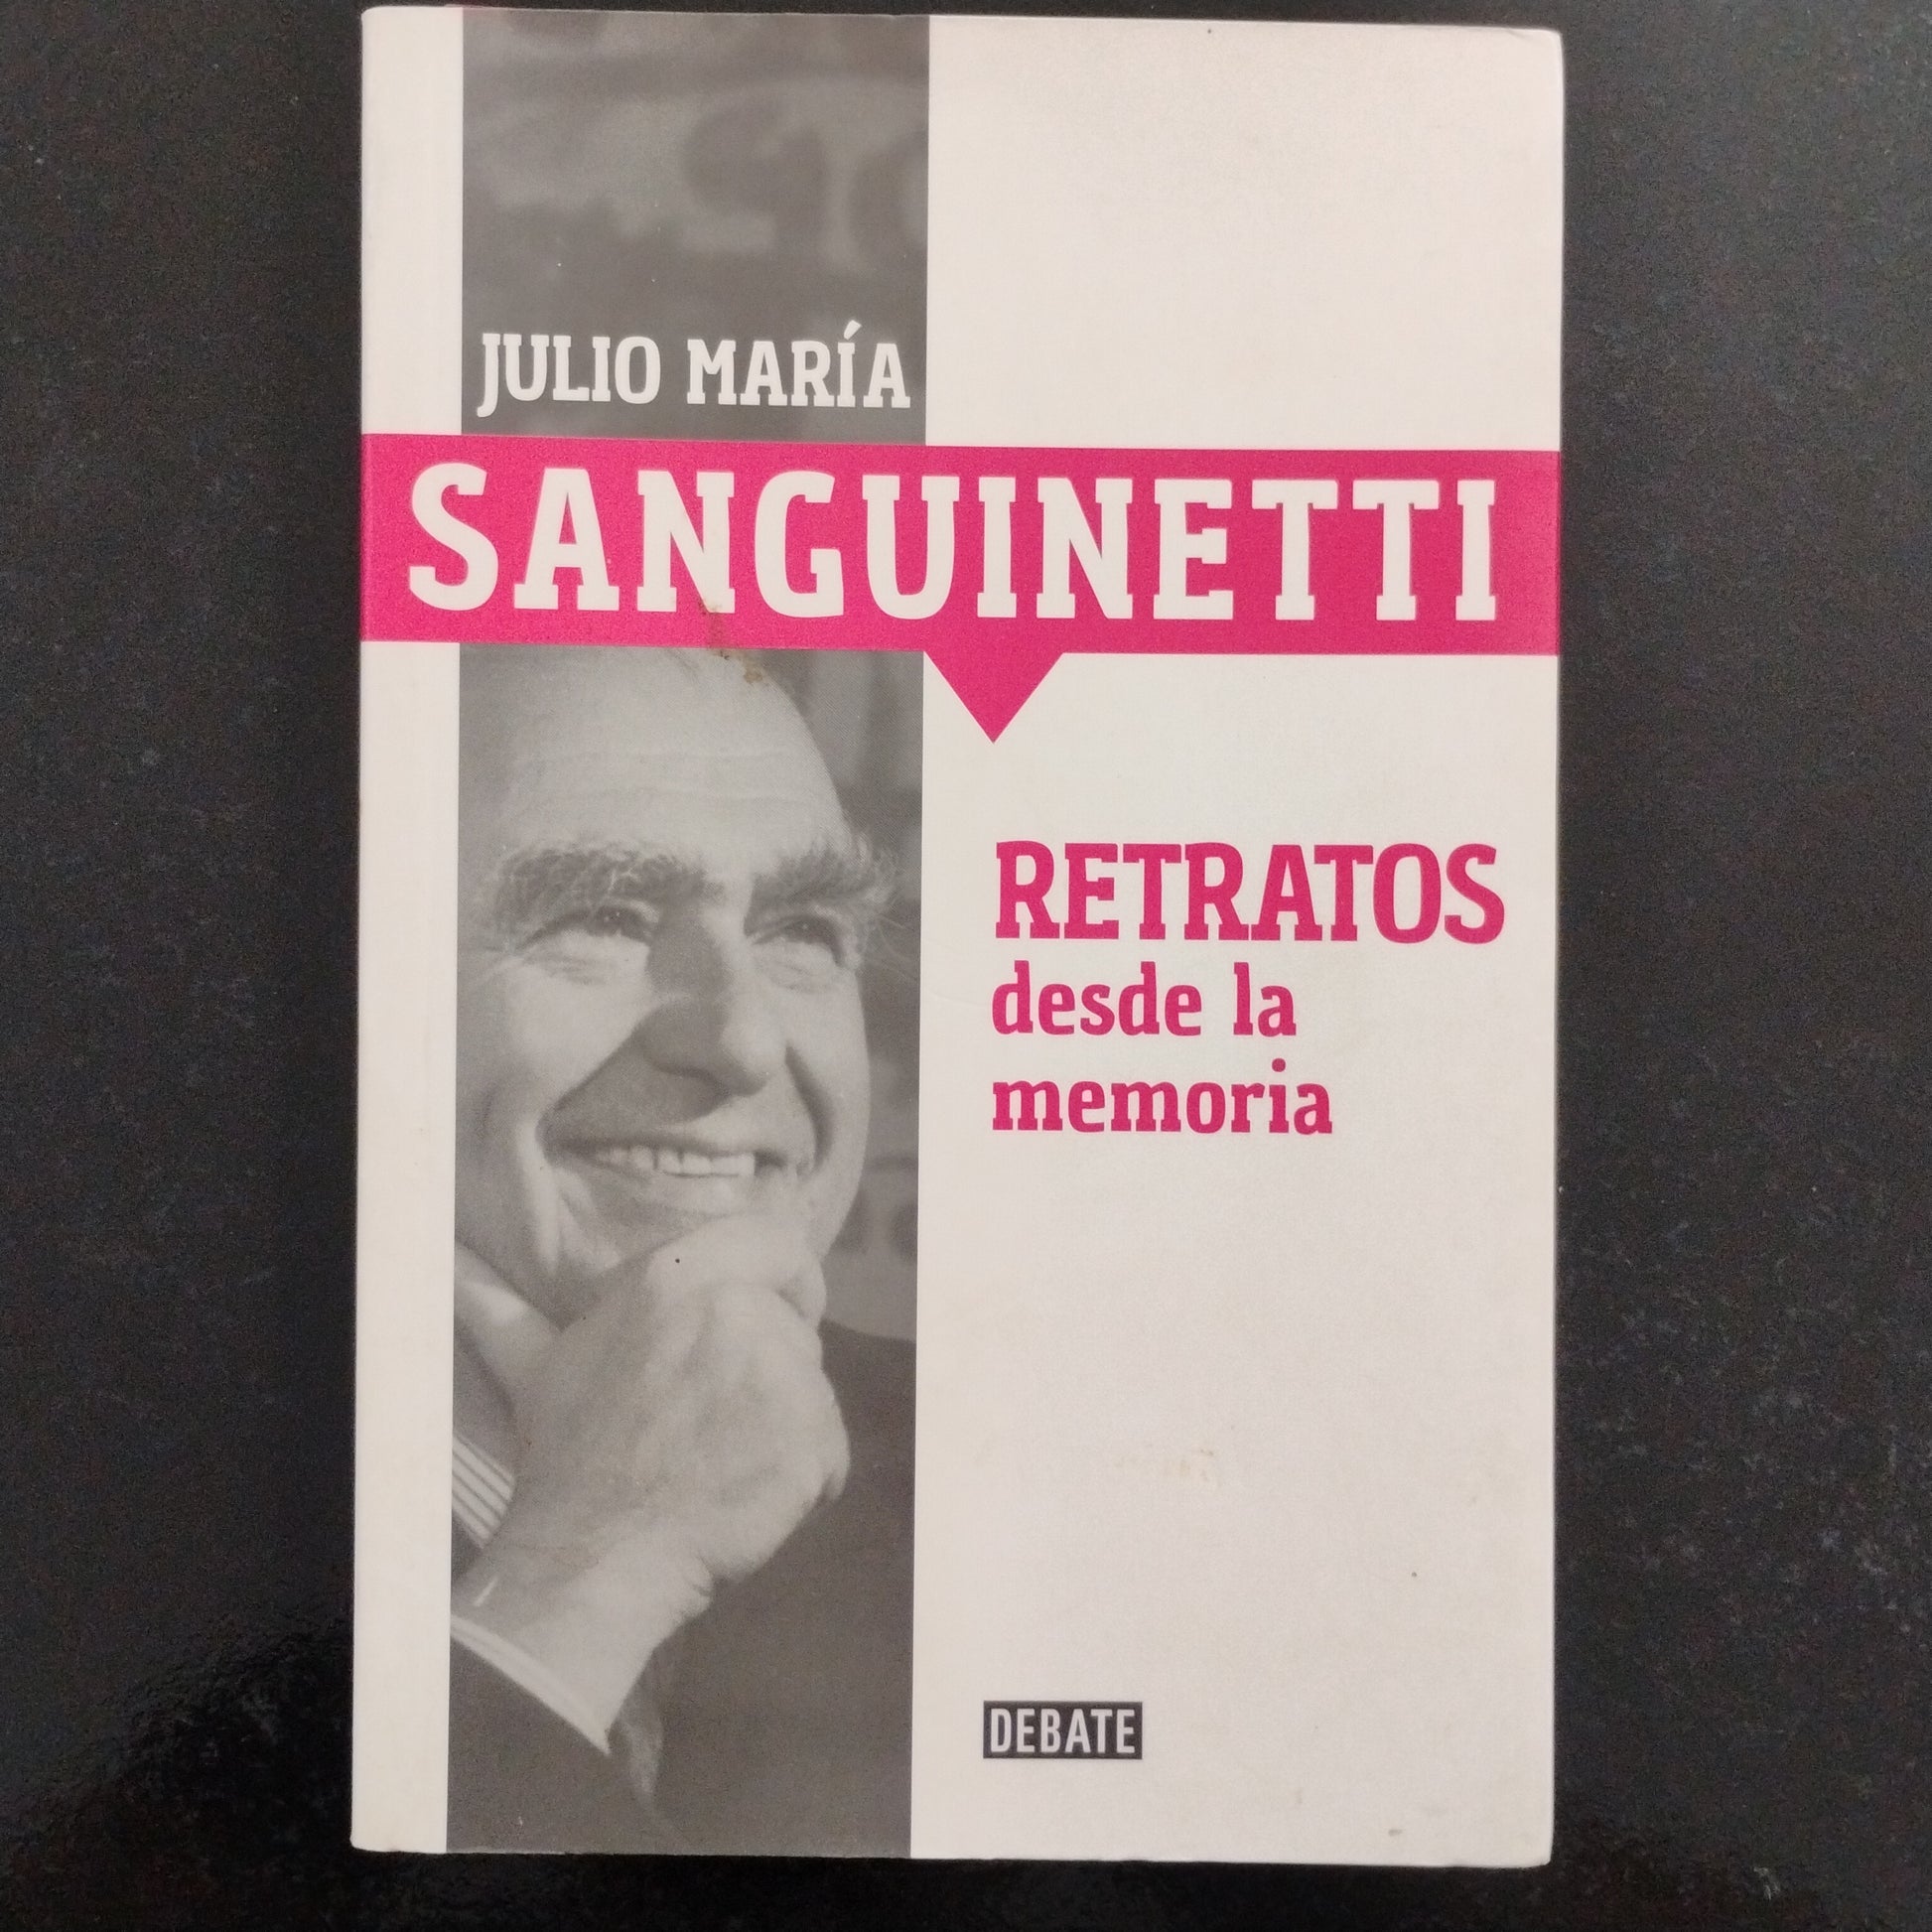 JULIO MARÍA
SANGUINETTI
RETRATOS
desde la
memoria
DEBATE